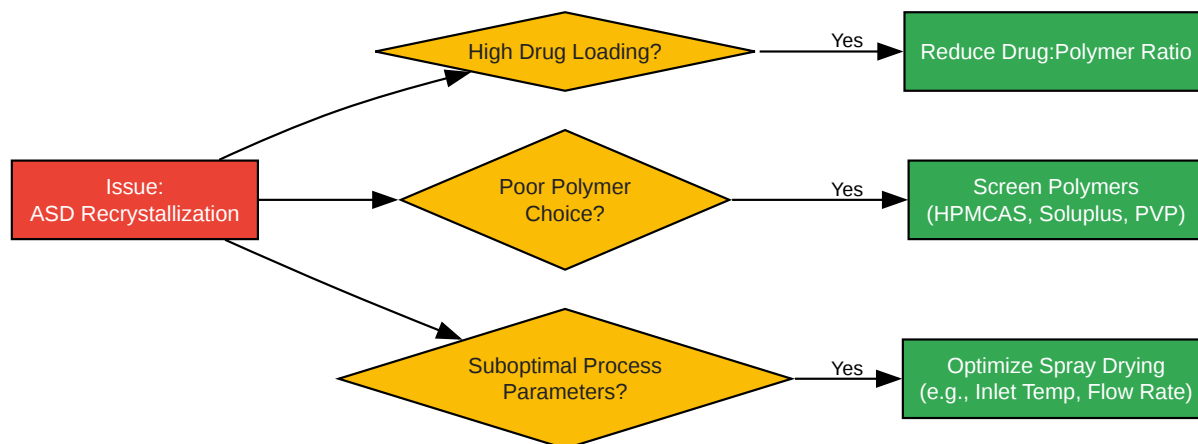 Issue:
ASD Recrystallization
High Drug Loading?
Yes
Reduce Drug:Polymer Ratio
Poor Polymer
Choice?
Yes
Screen Polymers
(HPMCAS, Soluplus, PVP)
Suboptimal Process
Parameters?
Yes
Optimize Spray Drying
(e.g., Inlet Temp, Flow Rate)